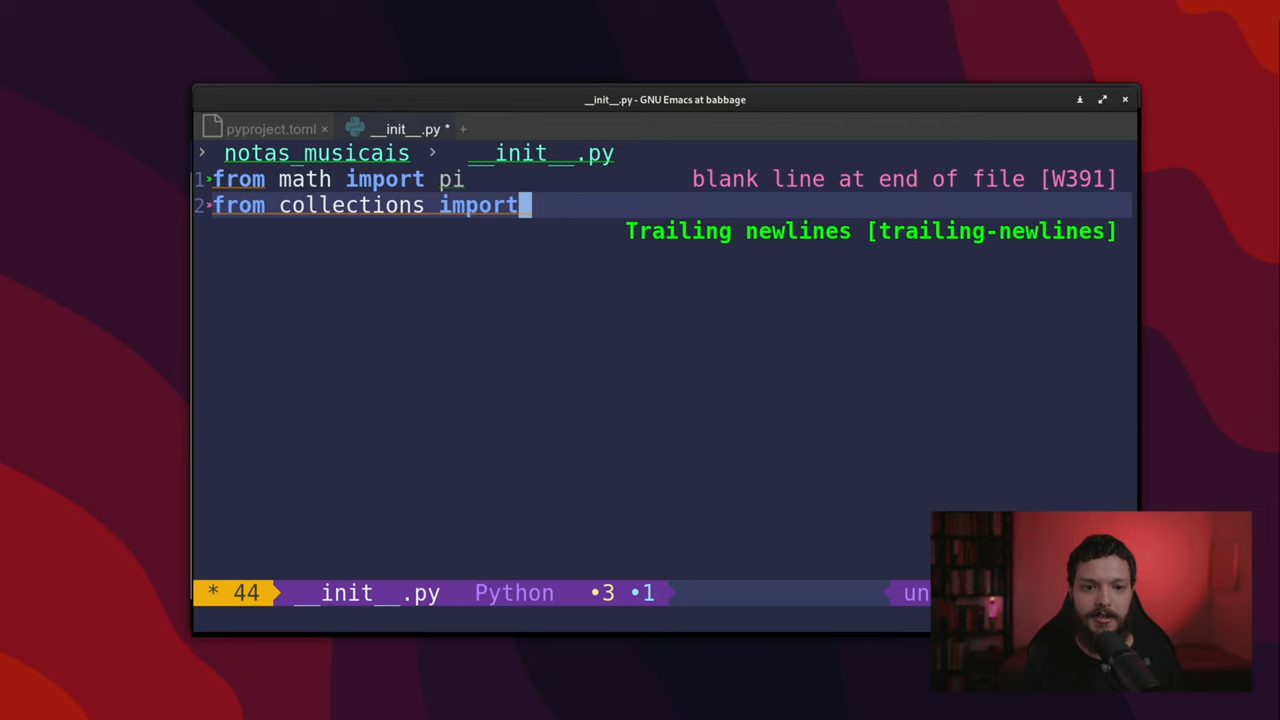 __init__.py - GNU Emacs at babbage
pyproject.toml × __init__.py * × +
› notas_musicais › __init__.py
1 from math import pi blank line at end of file [W391]
2 from collections import
Trailing newlines [trailing-newlines]
* 44 __init__.py Python •3 •1 un